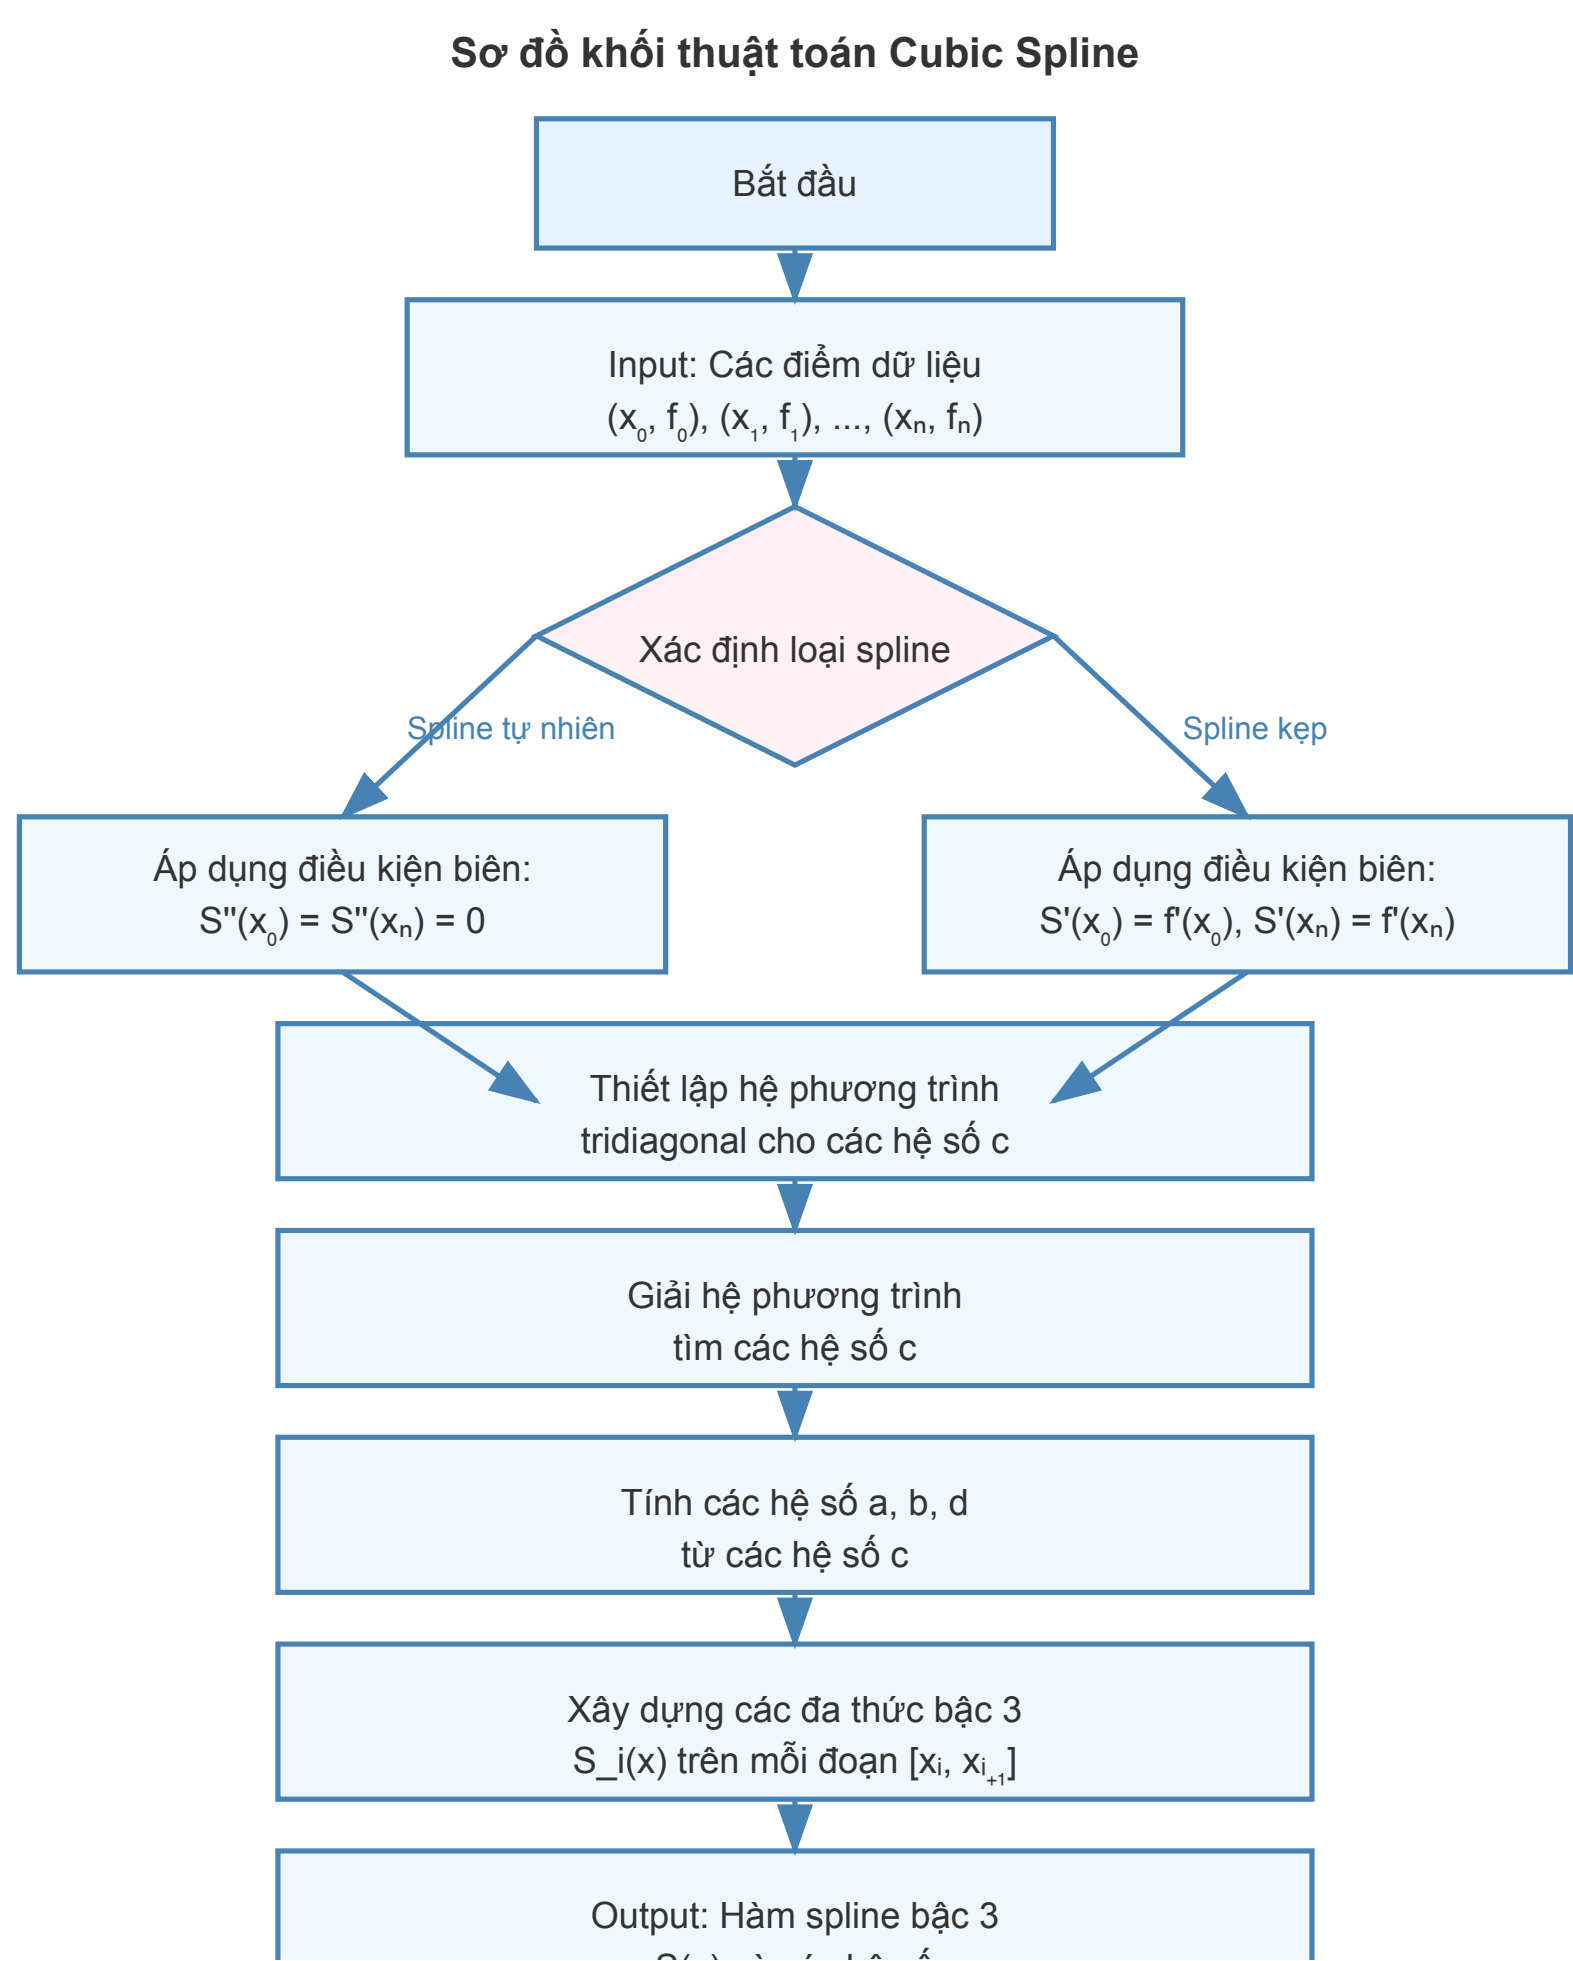 Sơ đồ khối thuật toán Cubic Spline
Bắt đầu
Input: Các điểm dữ liệu
(x₀, f₀), (x₁, f₁), ..., (xₙ, fₙ)
Xác định loại spline
Spline tự nhiên
Spline kẹp
Áp dụng điều kiện biên:
S''(x₀) = S''(xₙ) = 0
Áp dụng điều kiện biên:
S'(x₀) = f'(x₀), S'(xₙ) = f'(xₙ)
Thiết lập hệ phương trình
tridiagonal cho các hệ số c
Giải hệ phương trình
tìm các hệ số c
Tính các hệ số a, b, d
từ các hệ số c
Xây dựng các đa thức bậc 3
S_i(x) trên mỗi đoạn [xᵢ, xᵢ₊₁]
Output: Hàm spline bậc 3